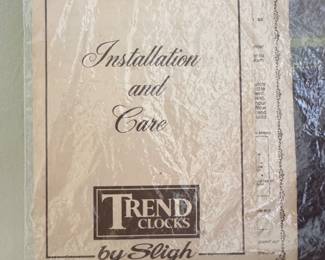 Installation
and
Care
TREND
CLOCKS
by Sligh